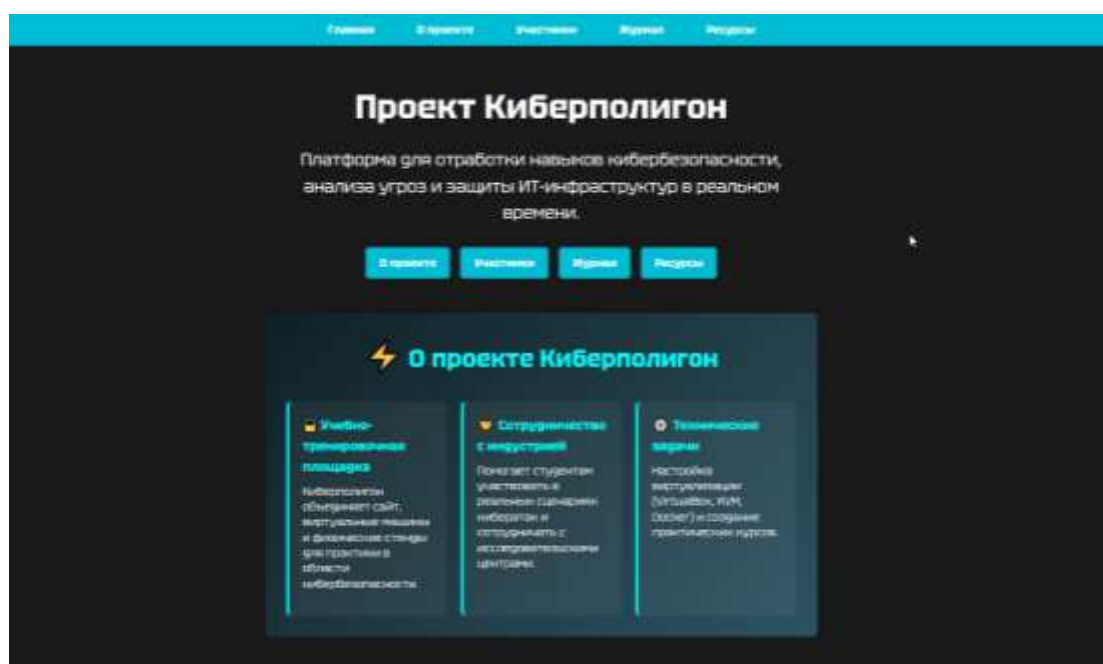 Главная О проекте Участники Журнал Ресурсы
Проект Киберполигон
Платформа для отработки навыков кибербезопасности,
анализа угроз и защиты ИТ-инфраструктур в реальном
времени.
О проекте Участники Журнал Ресурсы
О проекте Киберполигон
Учебно-
тренировочная
площадка
Киберполигон
объединяет сайт,
виртуальные машины
и физические стенды
для практики в
области
кибербезопасности.
Сотрудничество
с индустрией
Помогает студентам
участвовать в
реальных сценариях
кибератак и
сотрудничать с
исследовательскими
центрами.
Технические
задачи
Настройка
виртуализации
(VirtualBox, KVM,
Docker) и создание
практических курсов.